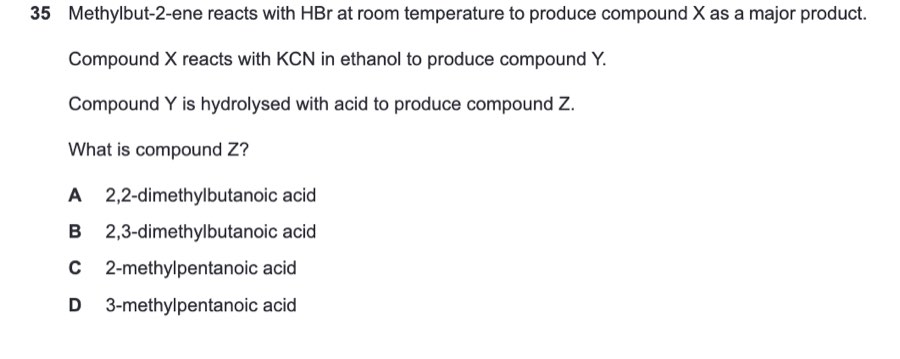 35 Methylbut-2-ene reacts with HBr at room temperature to produce compound X as a major product.
Compound X reacts with KCN in ethanol to produce compound Y.
Compound Y is hydrolysed with acid to produce compound Z.
What is compound Z?
A 2,2-dimethylbutanoic acid
B 2,3-dimethylbutanoic acid
C 2-methylpentanoic acid
D 3-methylpentanoic acid